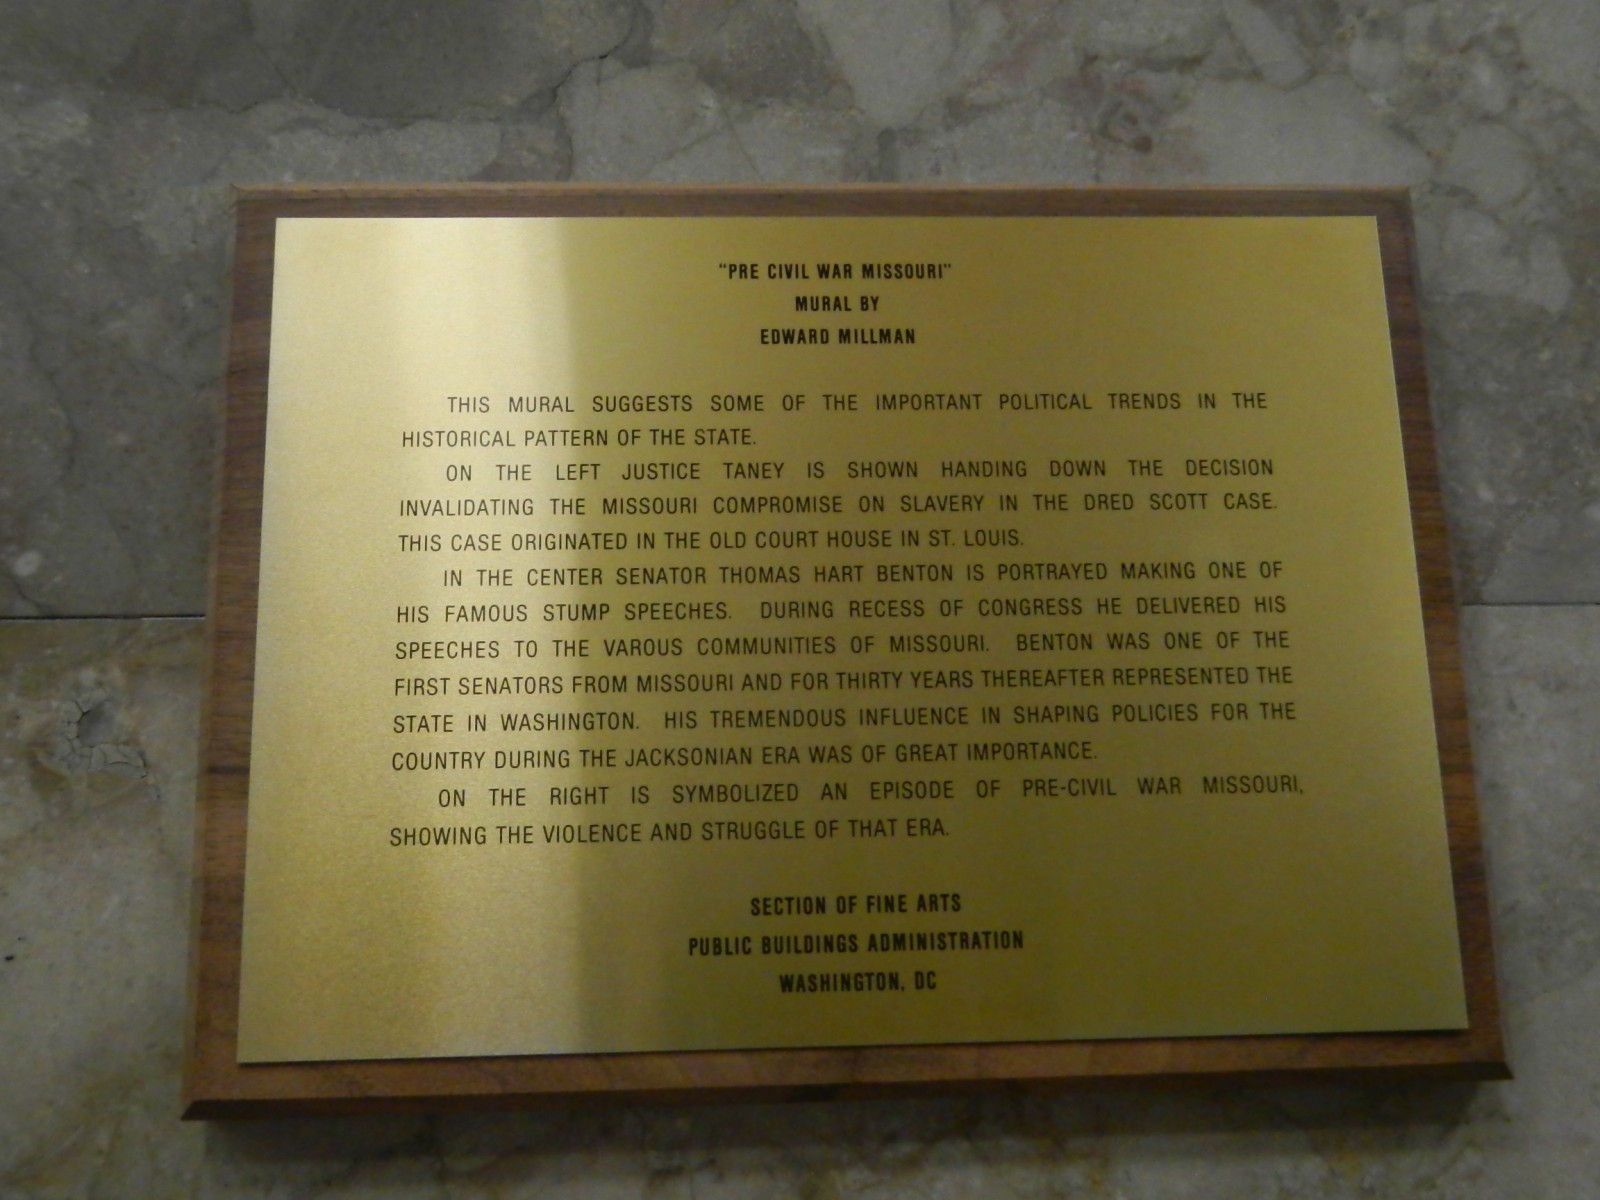 "PRE CIVIL WAR MISSOURI"
MURAL BY
EDWARD MILLMAN
THIS MURAL SUGGESTS SOME OF THE IMPORTANT POLITICAL TRENDS IN THE
HISTORICAL PATTERN OF THE STATE.
ON THE LEFT JUSTICE TANEY IS SHOWN HANDING DOWN THE DECISION
INVALIDATING THE MISSOURI COMPROMISE ON SLAVERY IN THE DRED SCOTT CASE.
THIS CASE ORIGINATED IN THE OLD COURT HOUSE IN ST. LOUIS.
IN THE CENTER SENATOR THOMAS HART BENTON IS PORTRAYED MAKING ONE OF
HIS FAMOUS STUMP SPEECHES. DURING RECESS OF CONGRESS HE DELIVERED HIS
SPEECHES TO THE VAROUS COMMUNITIES OF MISSOURI. BENTON WAS ONE OF THE
FIRST SENATORS FROM MISSOURI AND FOR THIRTY YEARS THEREAFTER REPRESENTED THE
STATE IN WASHINGTON. HIS TREMENDOUS INFLUENCE IN SHAPING POLICIES FOR THE
COUNTRY DURING THE JACKSONIAN ERA WAS OF GREAT IMPORTANCE.
ON THE RIGHT IS SYMBOLIZED AN EPISODE OF PRE-CIVIL WAR MISSOURI,
SHOWING THE VIOLENCE AND STRUGGLE OF THAT ERA.
SECTION OF FINE ARTS
PUBLIC BUILDINGS ADMINISTRATION
WASHINGTON, DC